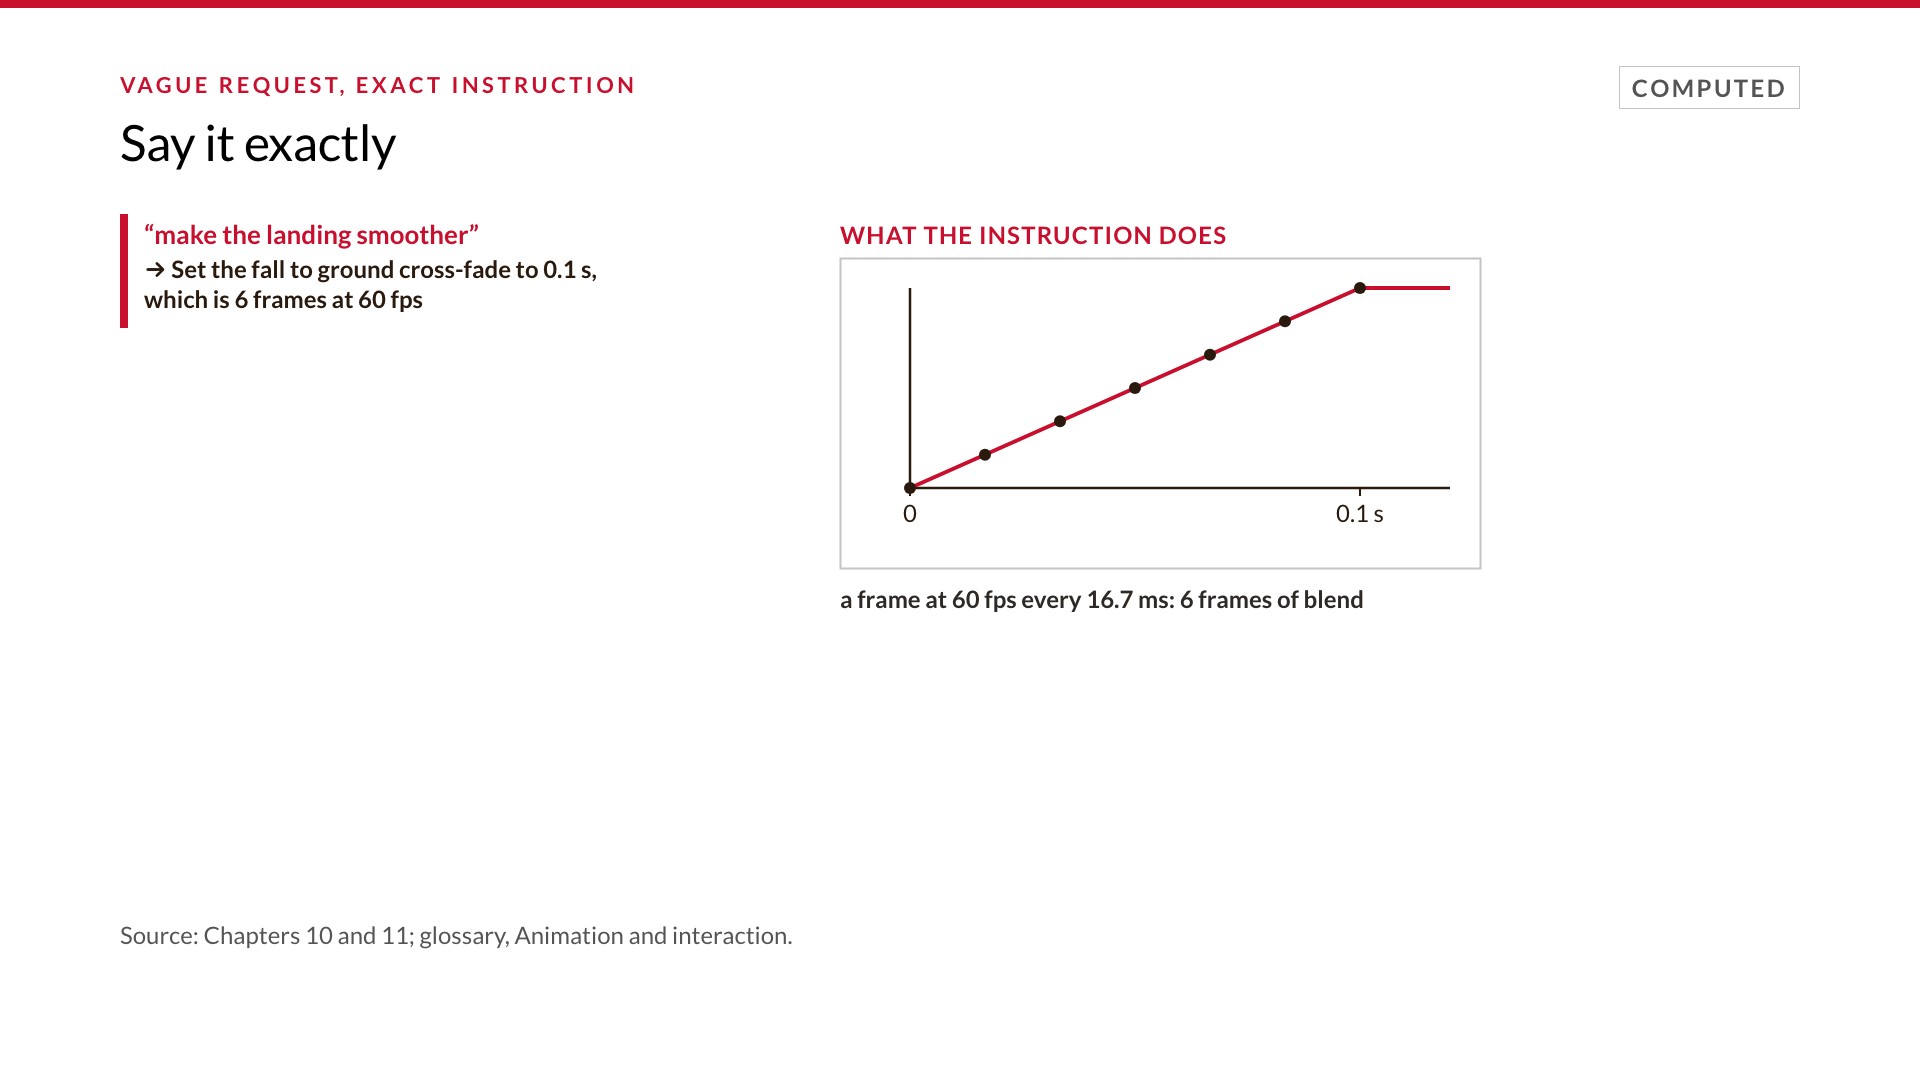 VAGUE REQUEST, EXACT INSTRUCTION
COMPUTED
Say it exactly
“make the landing smoother”
→ Set the fall to ground cross-fade to 0.1 s,
which is 6 frames at 60 fps
WHAT THE INSTRUCTION DOES
0
0.1 s
a frame at 60 fps every 16.7 ms: 6 frames of blend
Source: Chapters 10 and 11; glossary, Animation and interaction.